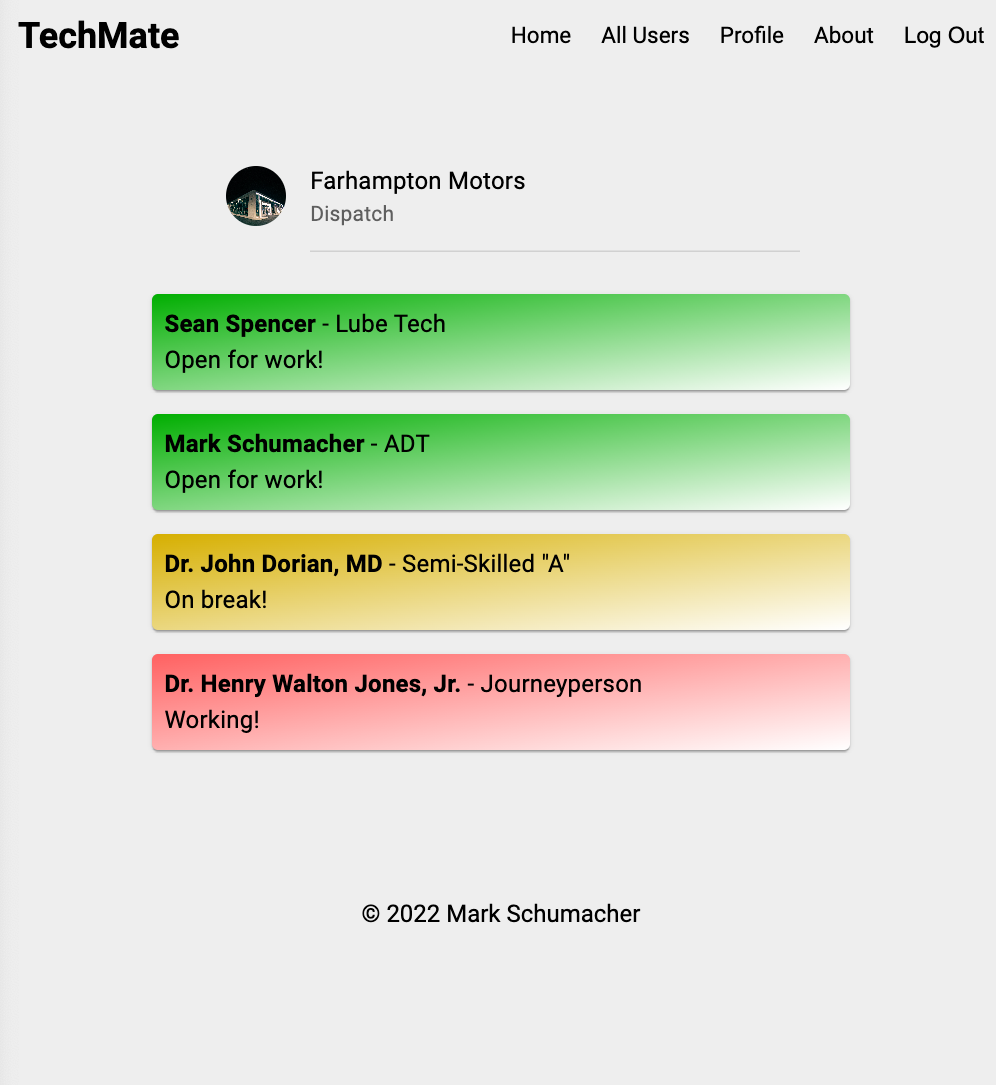 TechMate
Home All Users Profile About Log Out
Farhampton Motors
Dispatch
Sean Spencer - Lube Tech
Open for work!
Mark Schumacher - ADT
Open for work!
Dr. John Dorian, MD - Semi-Skilled "A"
On break!
Dr. Henry Walton Jones, Jr. - Journeyperson
Working!
© 2022 Mark Schumacher